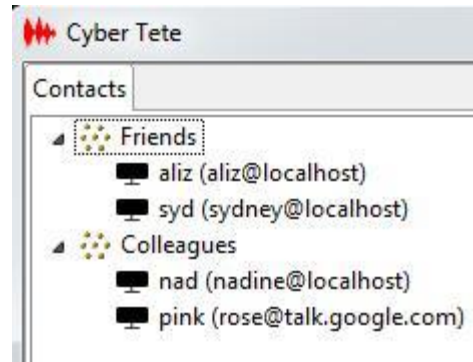 Cyber Tete
Contacts
Friends
aliz (aliz@localhost)
syd (sydney@localhost)
Colleagues
nad (nadine@localhost)
pink (rose@talk.google.com)